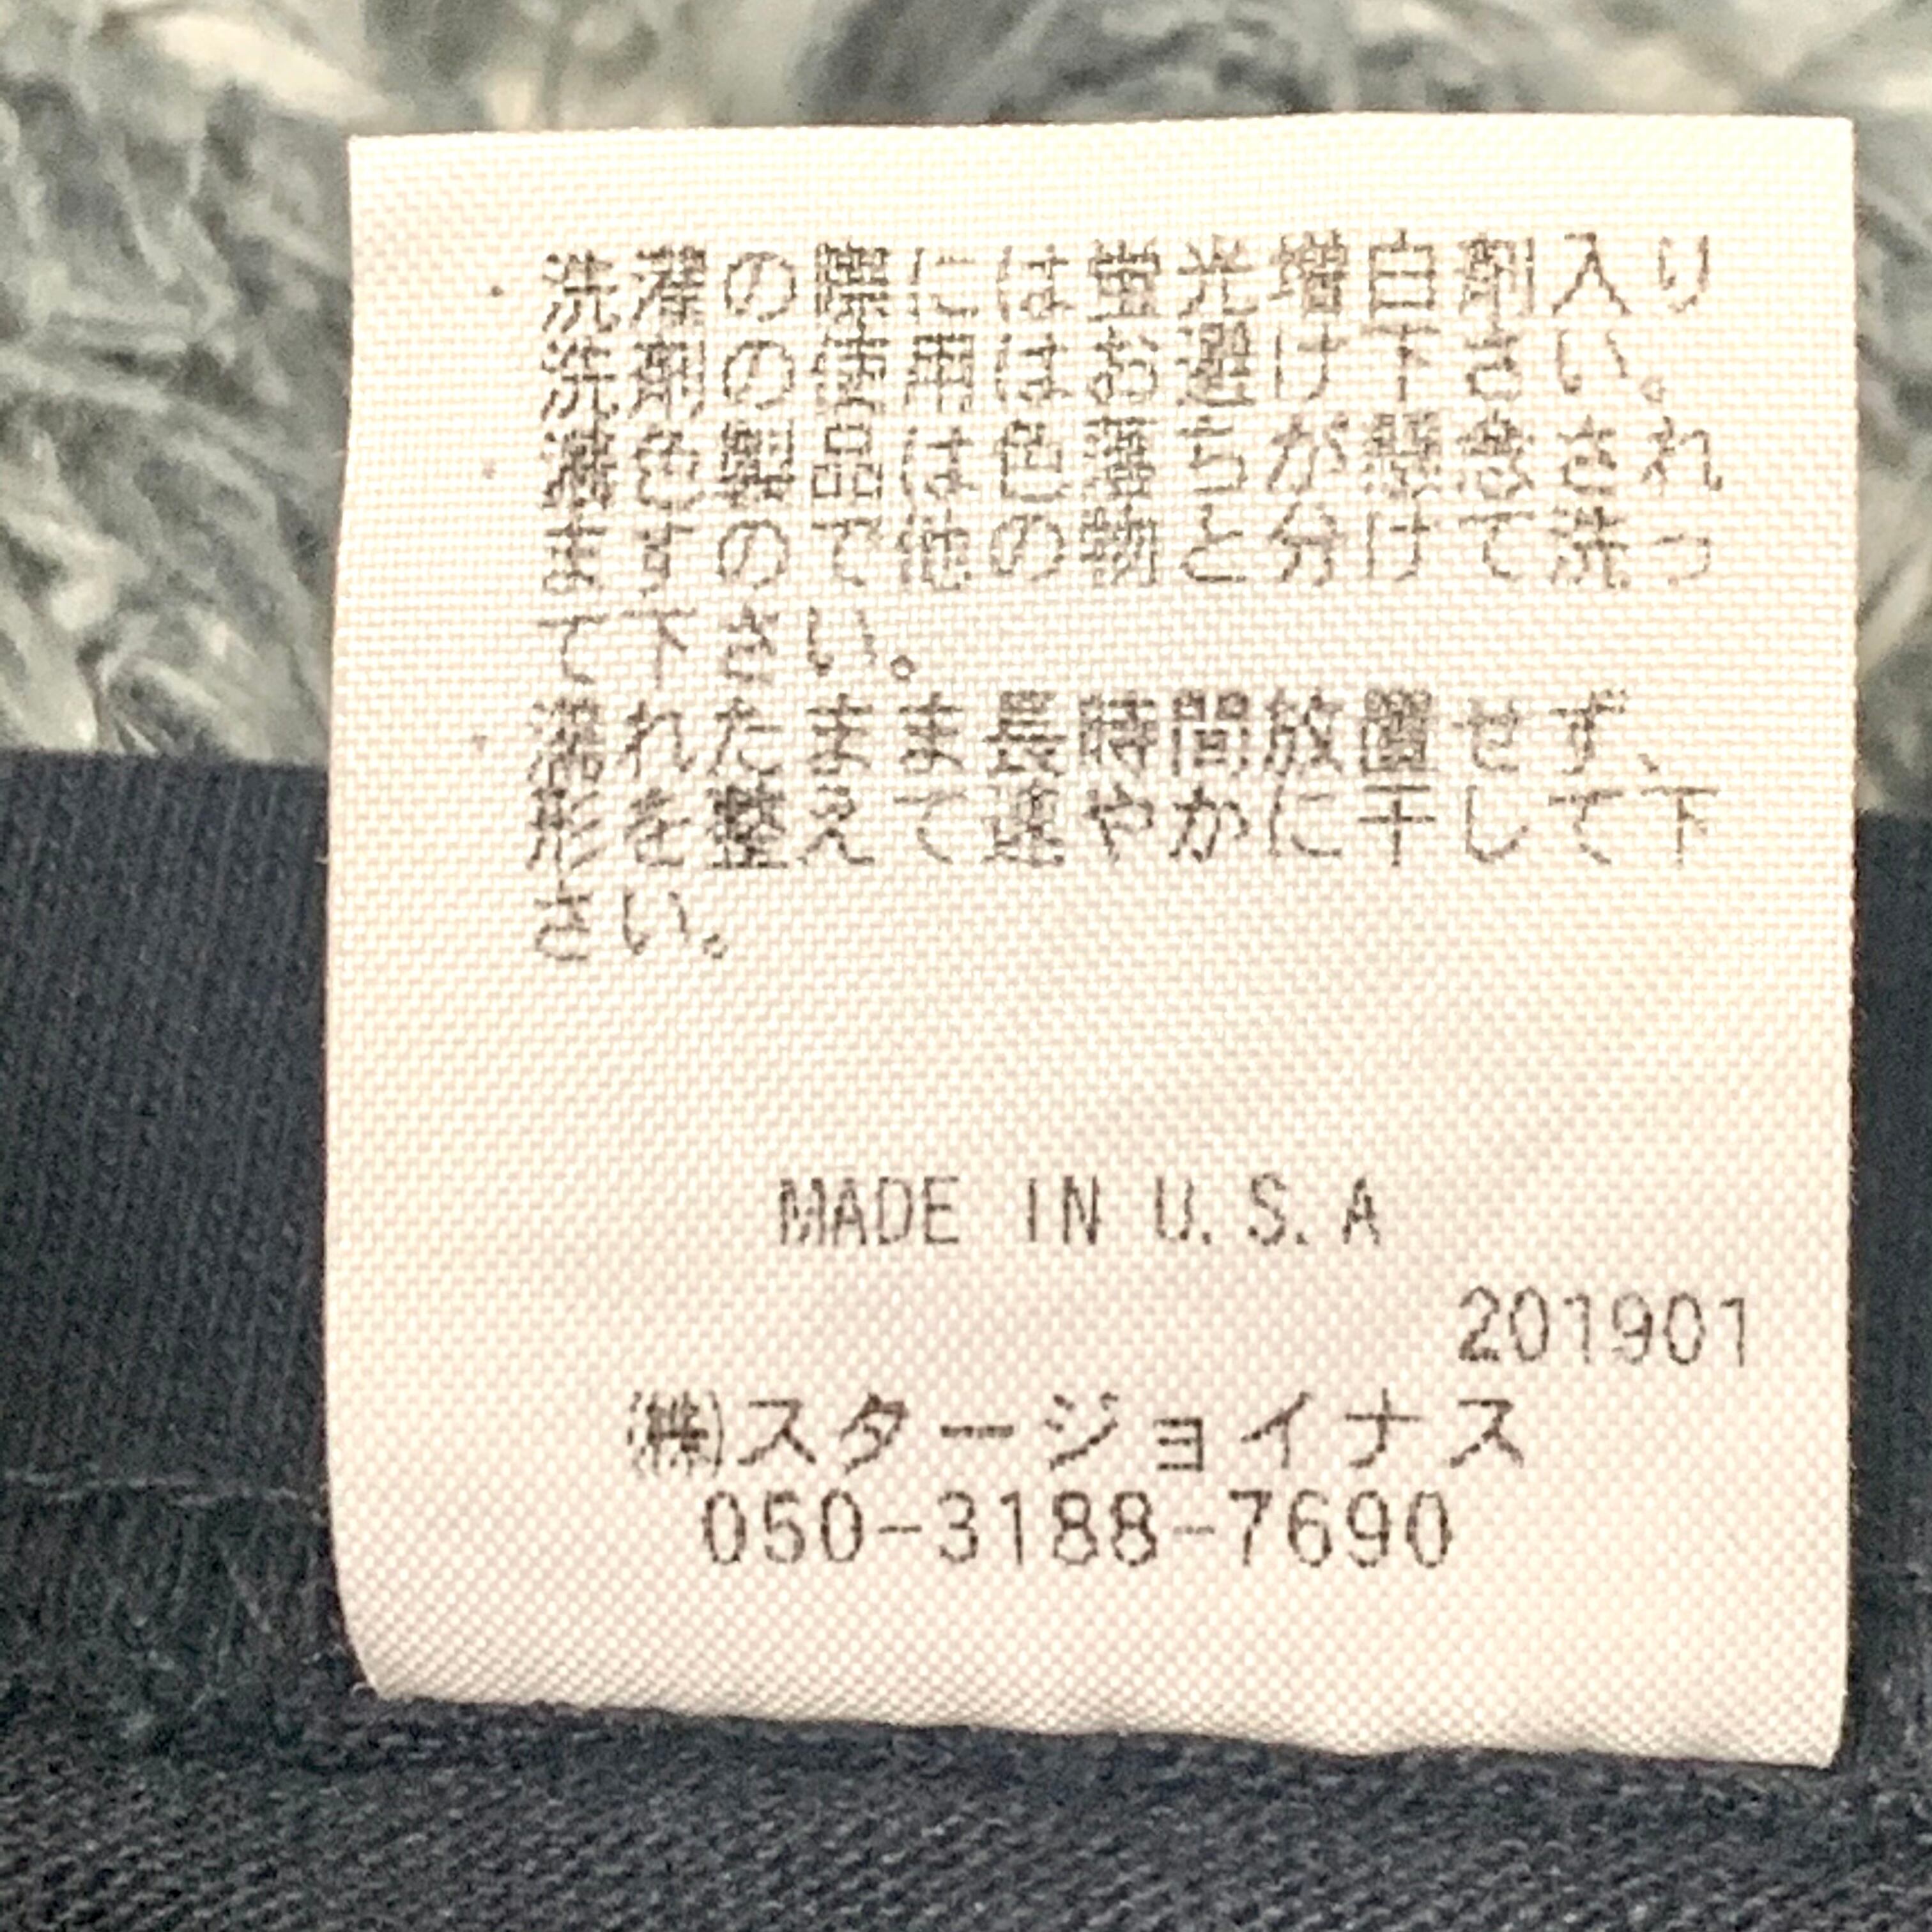 ・洗濯の際には蛍光増白剤入り
洗剤の使用はお避け下さい。
・濃色製品は色落ちが懸念され
ますので他の物と分けて洗っ
て下さい。
・濡れたまま長時間放置せず、
形を整えて速やかに干して下
さい。
MADE IN U.S.A
201901
㈱スタージョイナス
050-3188-7690